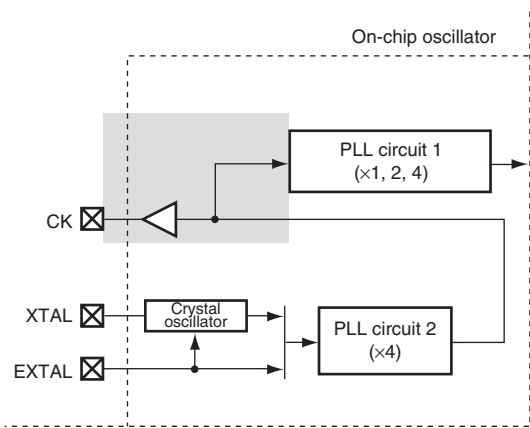 On-chip oscillator
PLL circuit 1
(×1, 2, 4)
CK
XTAL
Crystal
oscillator
PLL circuit 2
(×4)
EXTAL